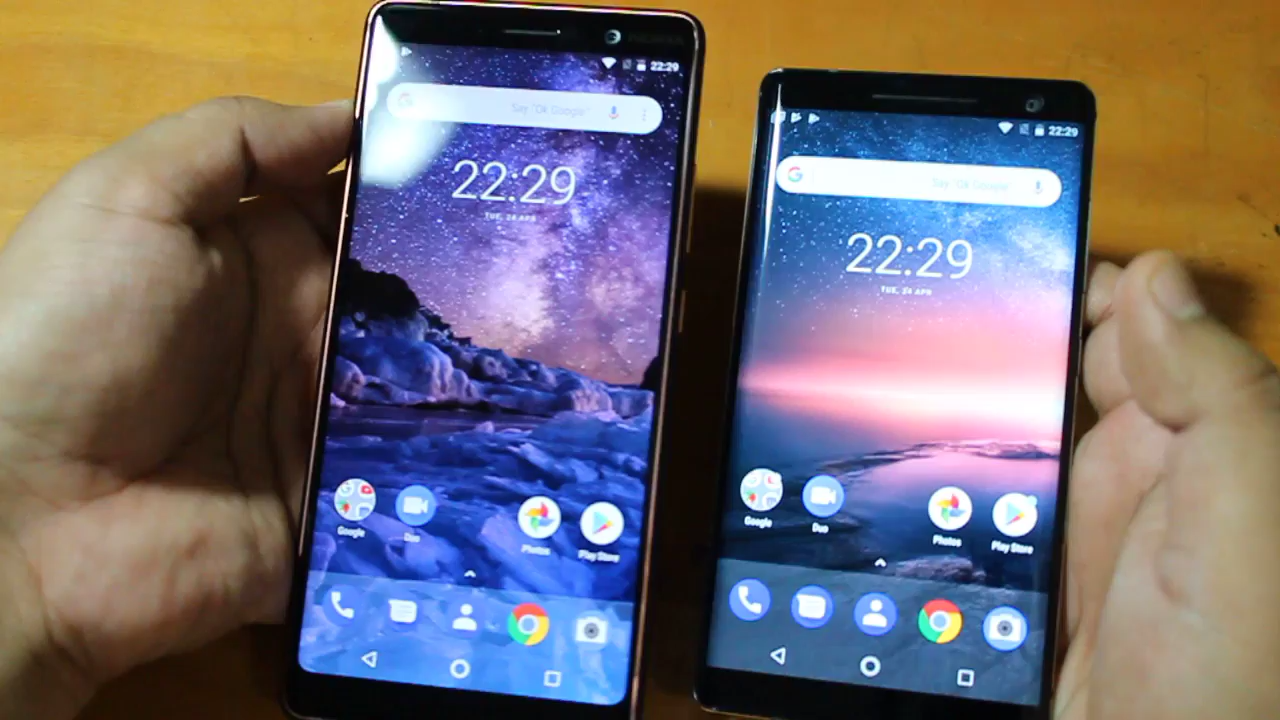 22:29
Say "Ok Google"
22:29
TUE, 24 APR
Google
Duo
Photos
Play Store
22:29
Say "Ok Google"
22:29
TUE, 24 APR
Google
Duo
Photos
Play Store